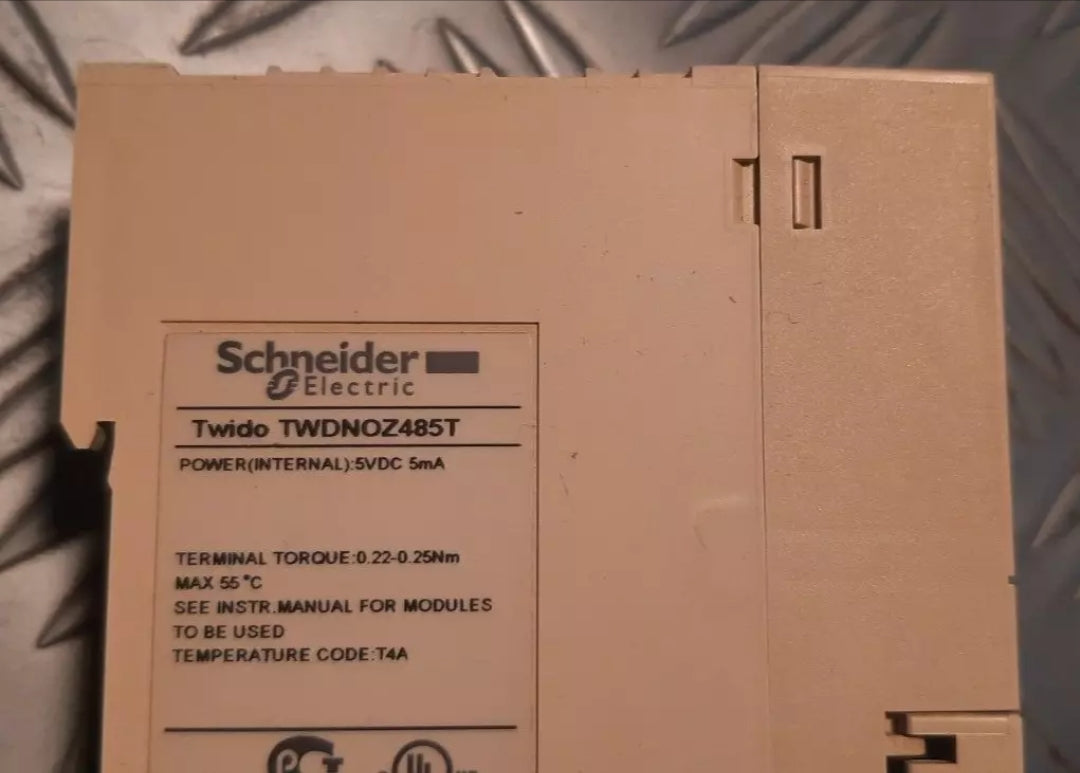 Schneider
Electric
Twido TWDNOZ485T
POWER(INTERNAL):5VDC 5mA
TERMINAL TORQUE:0.22-0.25Nm
MAX 55°C
SEE INSTR.MANUAL FOR MODULES
TO BE USED
TEMPERATURE CODE:T4A
UL